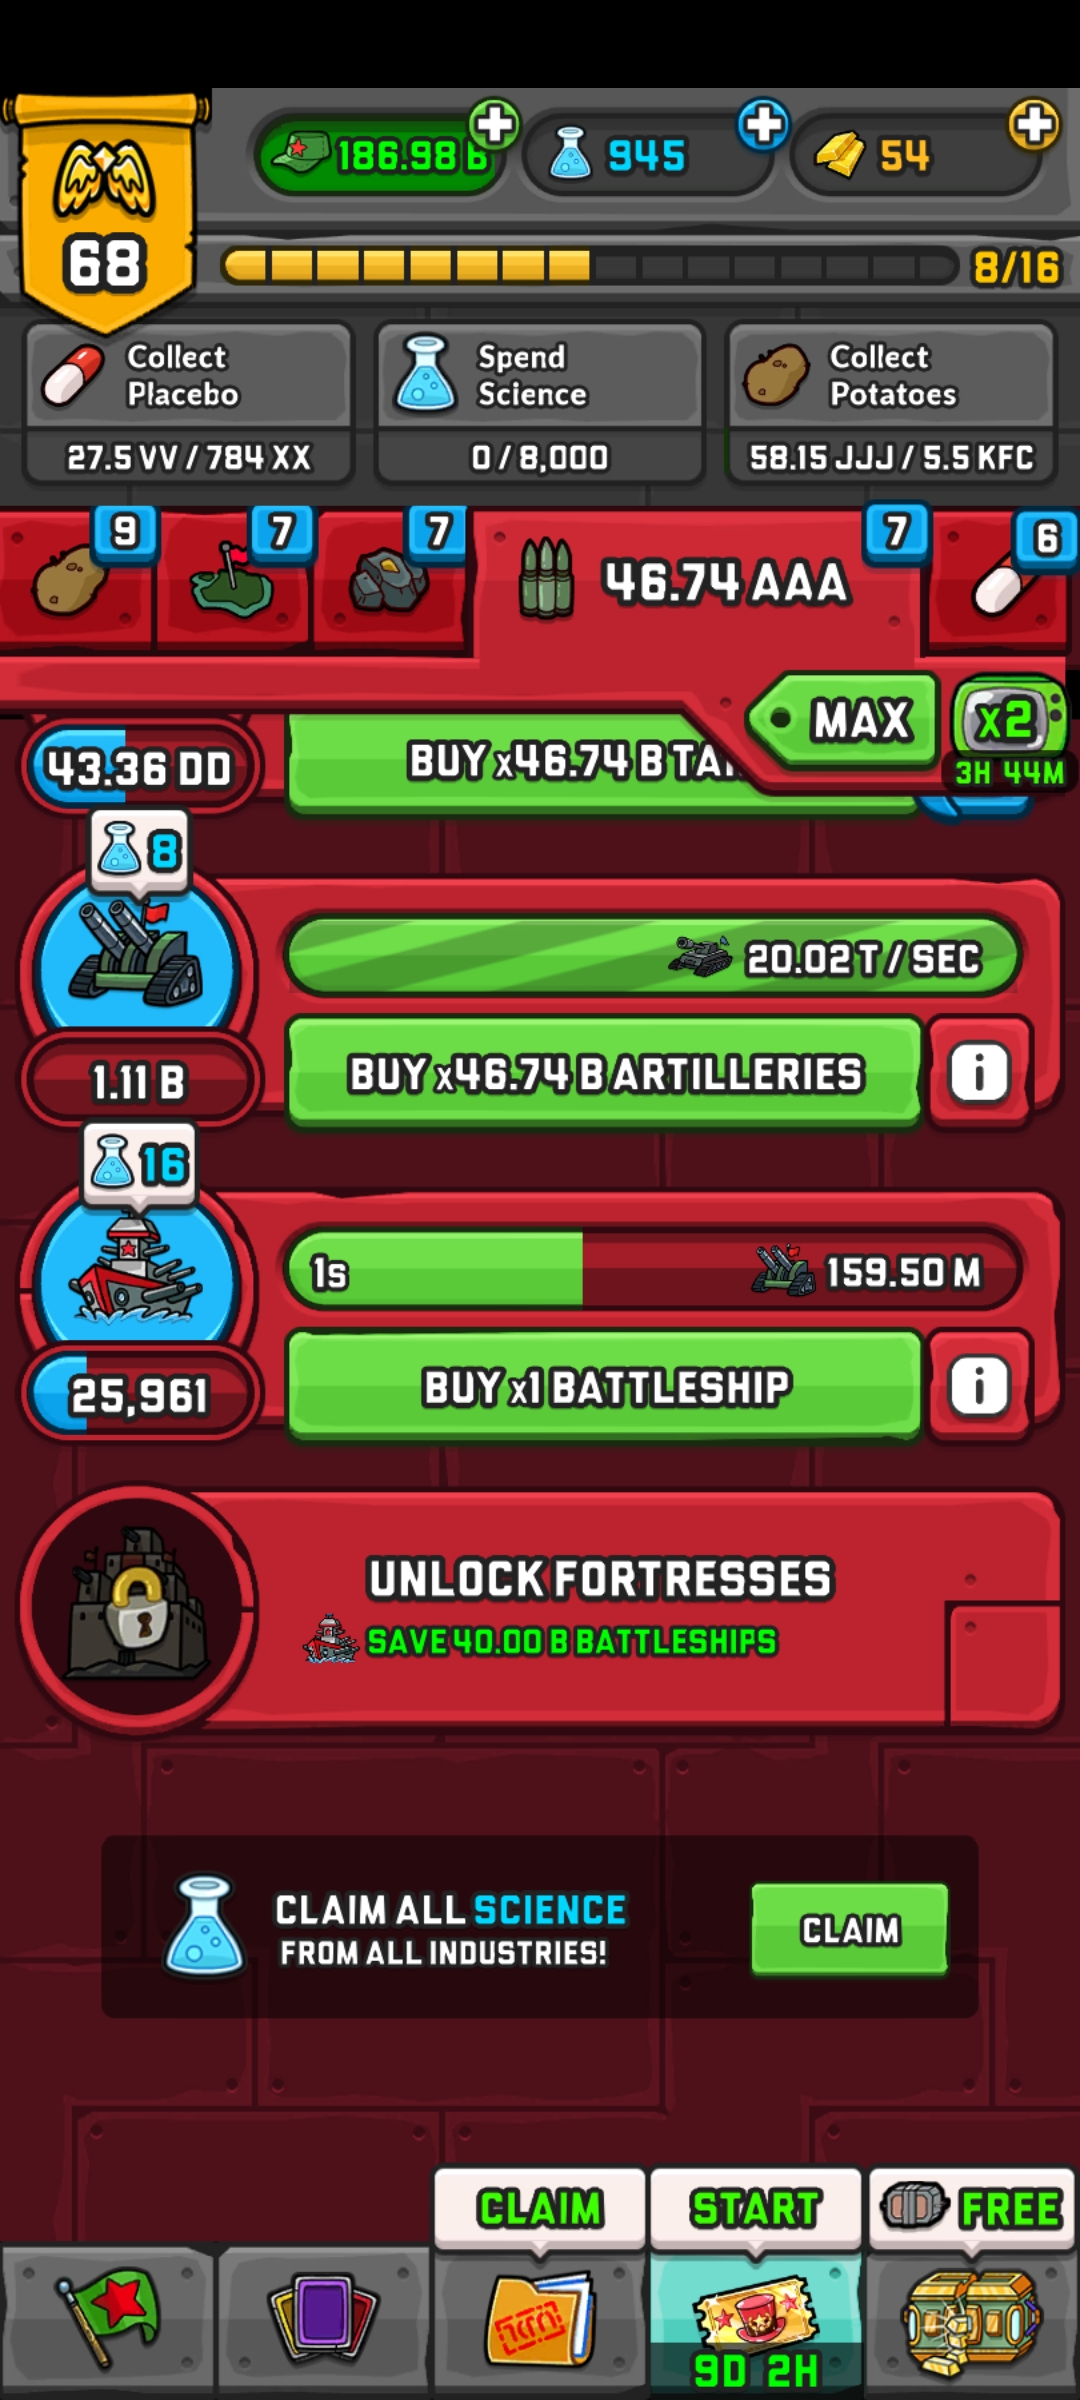 186.98 B
945
54
68
8/16
Collect
Placebo
27.5 VV / 784 XX
Spend
Science
0 / 8,000
Collect
Potatoes
58.15 JJJ / 5.5 KFC
9
7
7
46.74 AAA
7
6
MAX
x2
3H 44M
43.36 DD
BUY x46.74 B
8
20.02 T / SEC
1.11 B
BUY x46.74 B ARTILLERIES
i
16
1s
159.50 M
25,961
BUY x1 BATTLESHIP
i
UNLOCK FORTRESSES
SAVE 40.00 B BATTLESHIPS
CLAIM ALL SCIENCE
FROM ALL INDUSTRIES!
CLAIM
CLAIM
START
FREE
9D 2H